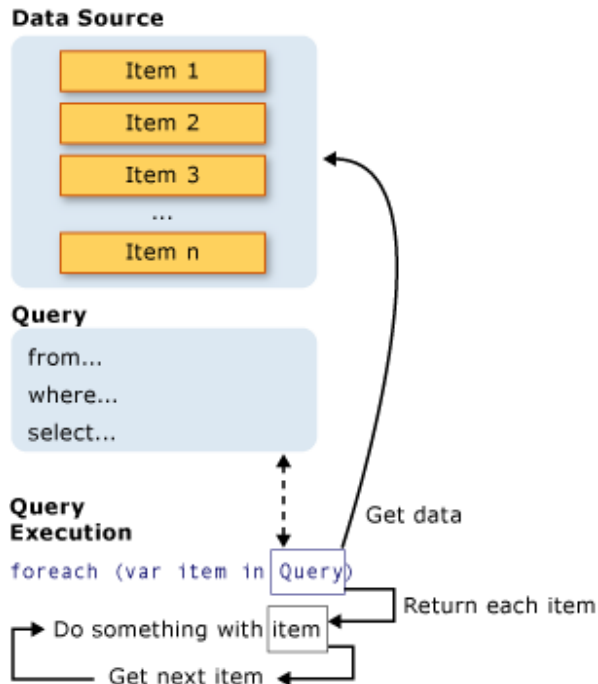 Data Source
Item 1
Item 2
Item 3
...
Item n
Query
from...
where...
select...
Query
Execution
Get data
foreach (var item in Query)
Return each item
Do something with item
Get next item